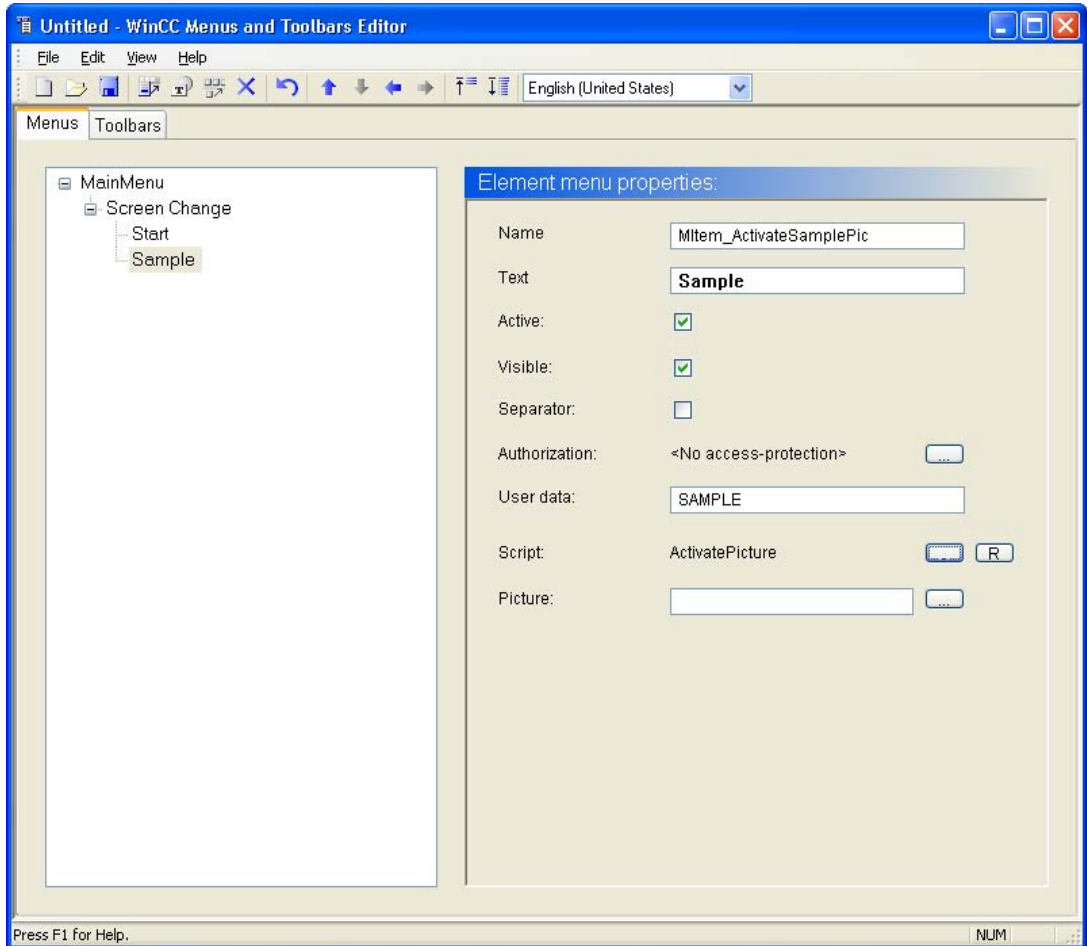 Untitled - WinCC Menus and Toolbars Editor
File Edit View Help
English (United States)
Menus Toolbars
MainMenu
Screen Change
Start
Sample
Element menu properties:
Name MItem_ActivateSamplePic
Text Sample
Active:
Visible:
Separator:
Authorization: <No access-protection> ...
User data: SAMPLE
Script: ActivatePicture ... R
Picture: ...
Press F1 for Help. NUM